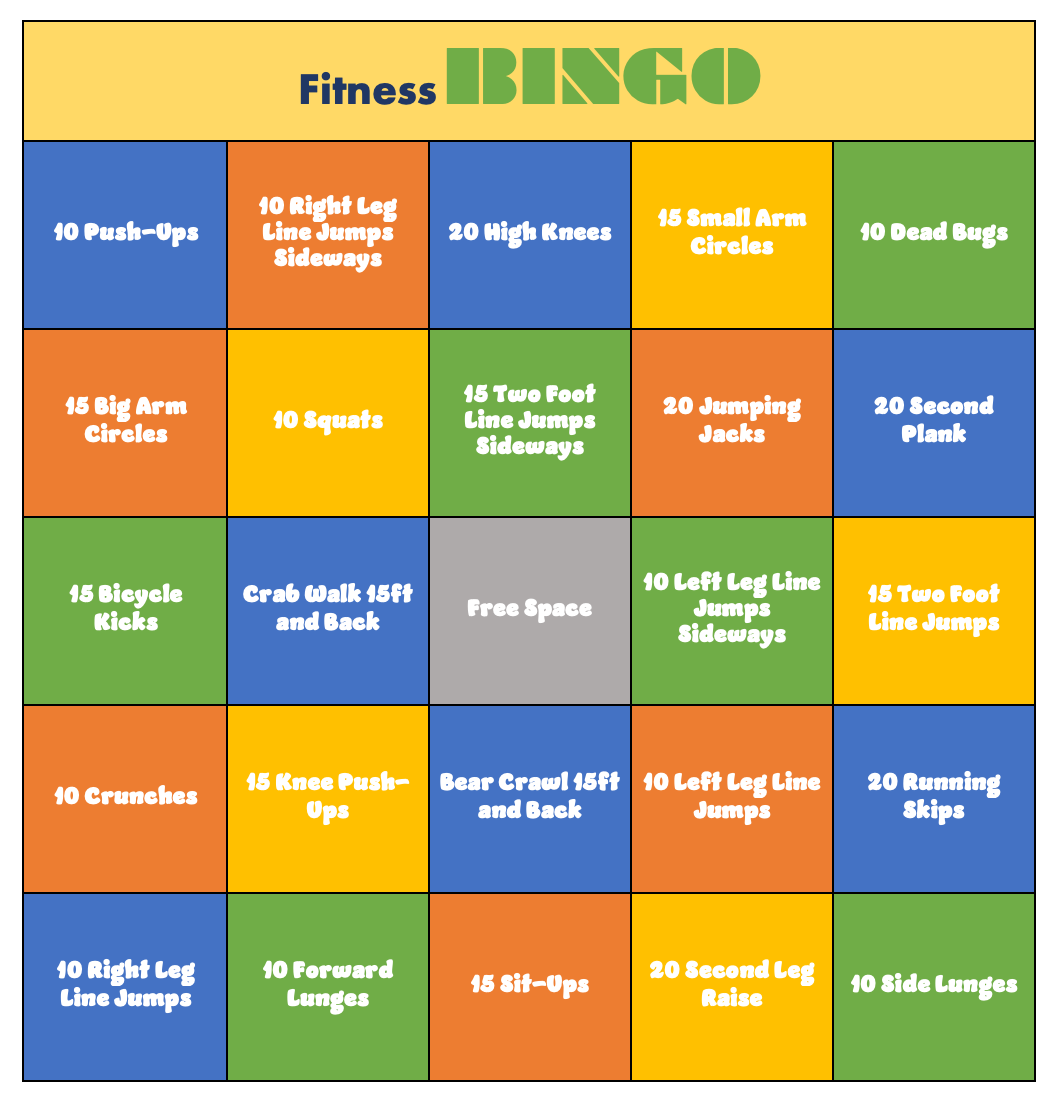 Fitness BINGO
10 Push-Ups
10 Right Leg
Line Jumps
Sideways
20 High Knees
15 Small Arm
Circles
10 Dead Bugs
15 Big Arm
Circles
10 Squats
15 Two Foot
Line Jumps
Sideways
20 Jumping
Jacks
20 Second
Plank
15 Bicycle
Kicks
Crab Walk 15ft
and Back
Free Space
10 Left Leg Line
Jumps
Sideways
15 Two Foot
Line Jumps
10 Crunches
15 Knee Push-
Ups
Bear Crawl 15ft
and Back
10 Left Leg Line
Jumps
20 Running
Skips
10 Right Leg
Line Jumps
10 Forward
Lunges
15 Sit-Ups
20 Second Leg
Raise
10 Side Lunges